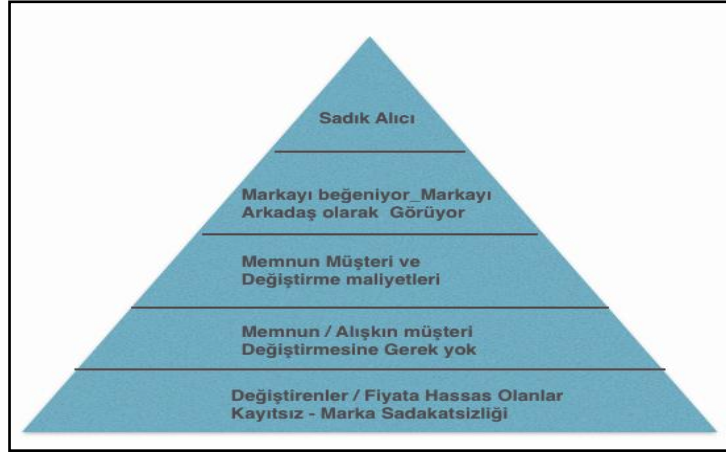 Sadık Alıcı
Markayı beğeniyor_Markayı
Arkadaş olarak Görüyor
Memnun Müşteri ve
Değiştirme maliyetleri
Memnun / Alışkın müşteri
Değiştirmesine Gerek yok
Değiştirenler / Fiyata Hassas Olanlar
Kayıtsız - Marka Sadakatsizliği